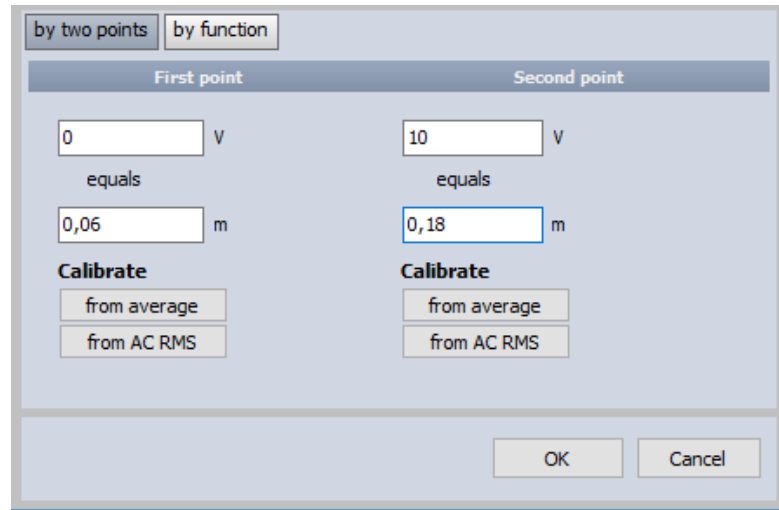 by two points by function
First point Second point
0 V 10 V
equals equals
0,06 m 0,18 m
Calibrate Calibrate
from average from average
from AC RMS from AC RMS
OK Cancel